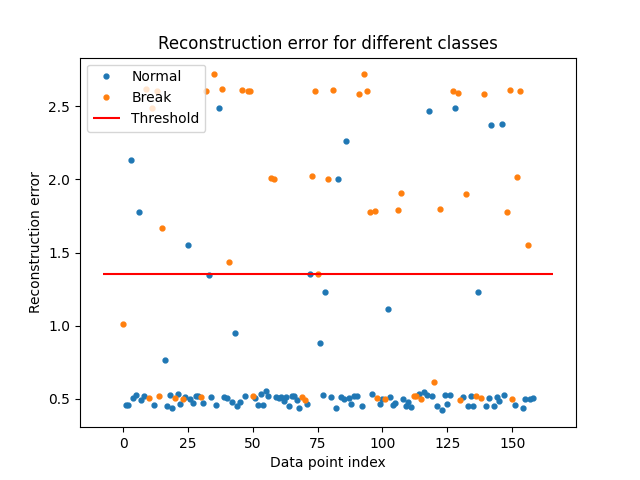 Reconstruction error for different classes
Normal
Break
Threshold
Reconstruction error
2.5
2.0
1.5
1.0
0.5
0
25
50
75
100
125
150
Data point index